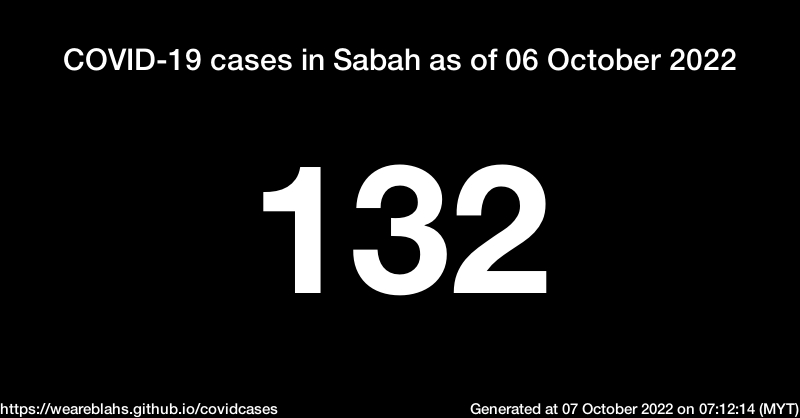 COVID-19 cases in Sabah as of 06 October 2022
132
https://weareblahs.github.io/covidcases
Generated at 07 October 2022 on 07:12:14 (MYT)